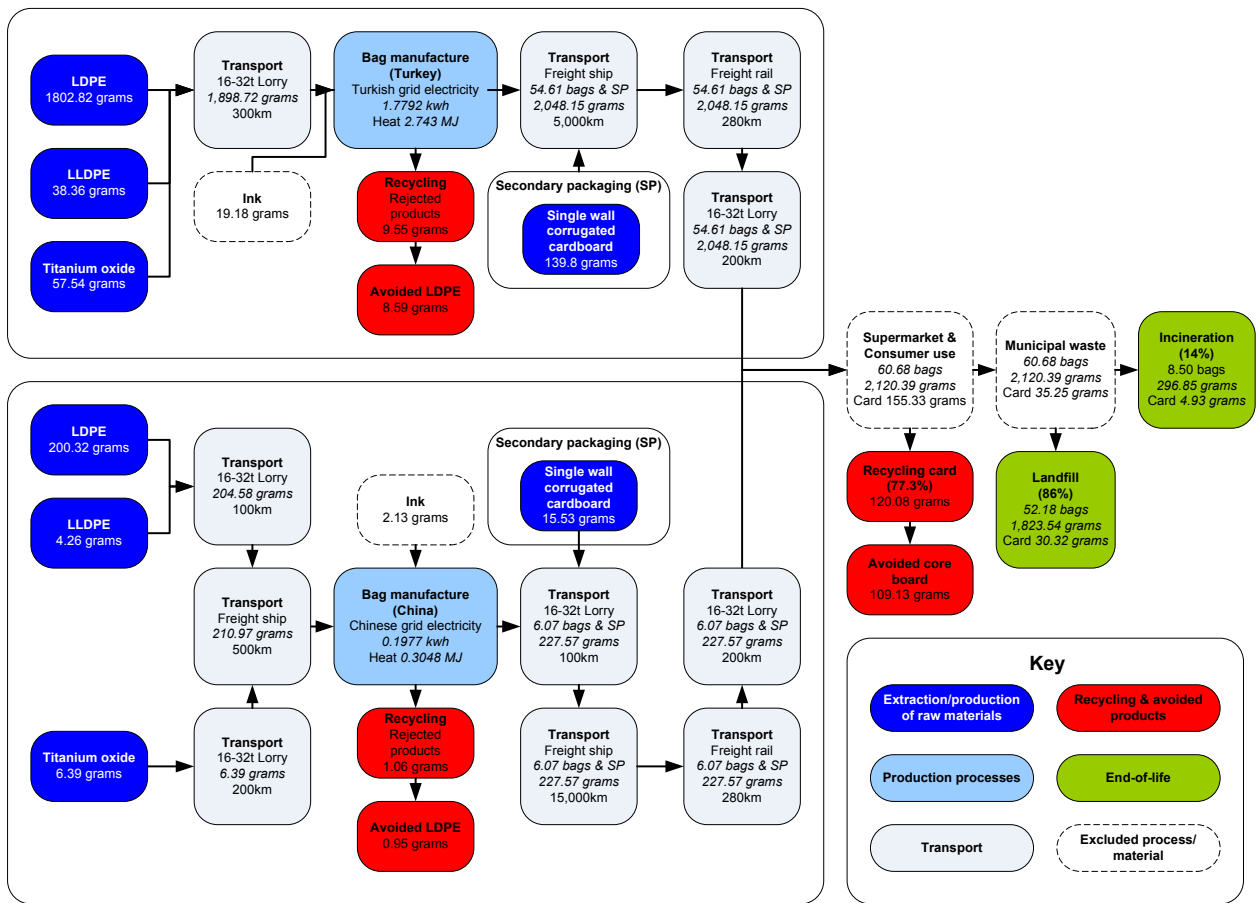 LDPE
1802.82 grams
LLDPE
38.36 grams
Titanium oxide
57.54 grams
Transport
16-32t Lorry
1,898.72 grams
300km
Ink
19.18 grams
Bag manufacture
(Turkey)
Turkish grid electricity
1.7792 kwh
Heat 2.743 MJ
Recycling
Rejected
products
9.55 grams
Avoided LDPE
8.59 grams
Transport
Freight ship
54.61 bags & SP
2,048.15 grams
5,000km
Secondary packaging (SP)
Single wall
corrugated
cardboard
139.8 grams
Transport
Freight rail
54.61 bags & SP
2,048.15 grams
280km
Transport
16-32t Lorry
54.61 bags & SP
2,048.15 grams
200km
LDPE
200.32 grams
LLDPE
4.26 grams
Titanium oxide
6.39 grams
Transport
16-32t Lorry
204.58 grams
100km
Transport
Freight ship
210.97 grams
500km
Transport
16-32t Lorry
6.39 grams
200km
Ink
2.13 grams
Bag manufacture
(China)
Chinese grid electricity
0.1977 kwh
Heat 0.3048 MJ
Recycling
Rejected
products
1.06 grams
Avoided LDPE
0.95 grams
Secondary packaging (SP)
Single wall
corrugated
cardboard
15.53 grams
Transport
16-32t Lorry
6.07 bags & SP
227.57 grams
100km
Transport
Freight ship
6.07 bags & SP
227.57 grams
15,000km
Transport
Freight rail
6.07 bags & SP
227.57 grams
280km
Transport
16-32t Lorry
6.07 bags & SP
227.57 grams
200km
Supermarket &
Consumer use
60.68 bags
2,120.39 grams
Card 155.33 grams
Municipal waste
60.68 bags
2,120.39 grams
Card 35.25 grams
Incineration
(14%)
8.50 bags
296.85 grams
Card 4.93 grams
Recycling card
(77.3%)
120.08 grams
Avoided core
board
109.13 grams
Landfill
(86%)
52.18 bags
1,823.54 grams
Card 30.32 grams
Key
Extraction/production
of raw materials
Recycling & avoided
products
Production processes
End-of-life
Transport
Excluded process/
material